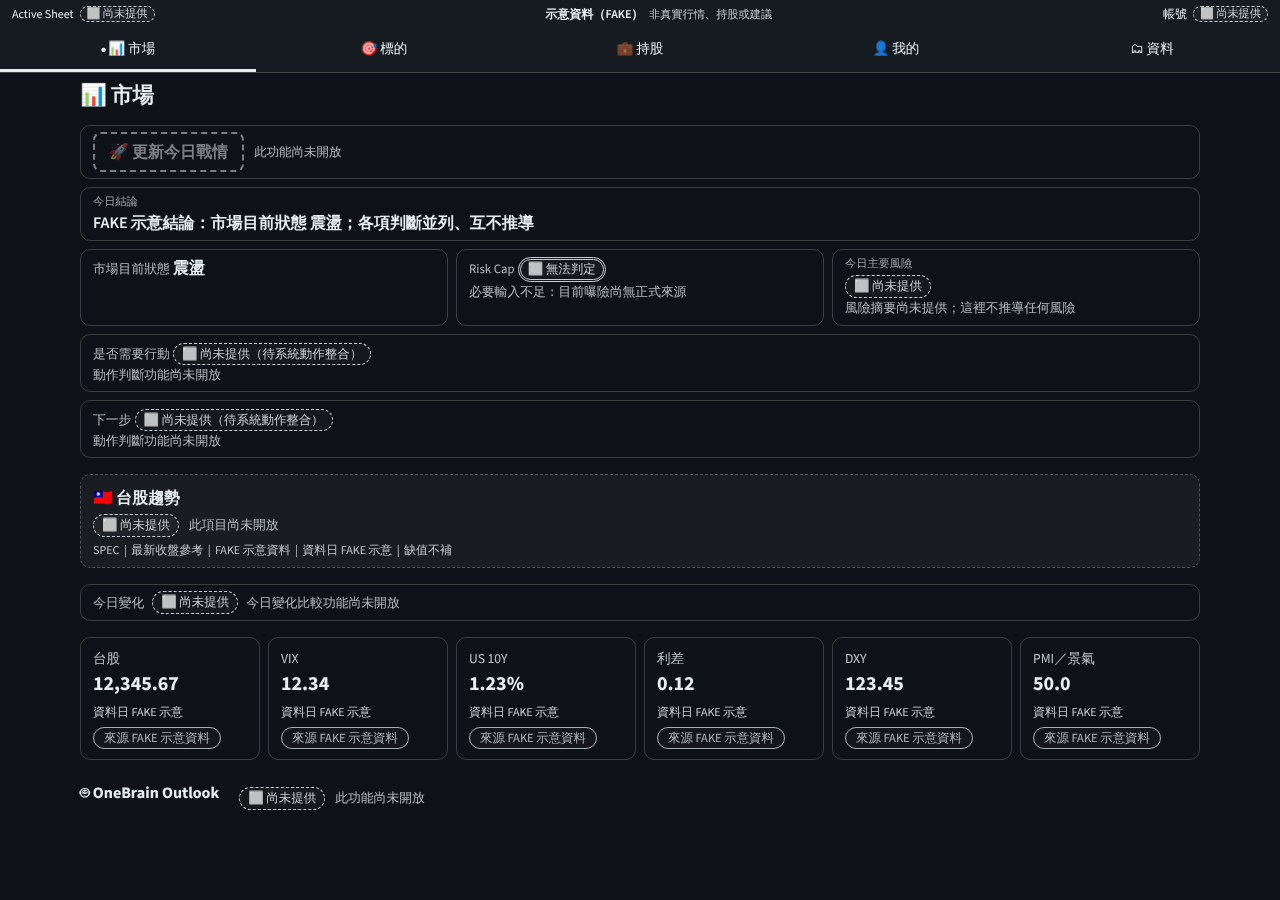 Active Sheet ⬜ 尚未提供 示意資料（FAKE） 非真實行情、持股或建議 帳號 ⬜ 尚未提供
•📊 市場 🎯 標的 💼 持股 👤 我的 🗂 資料
📊 市場
🚀 更新今日戰情 此功能尚未開放
今日結論
FAKE 示意結論：市場目前狀態 震盪；各項判斷並列、互不推導
市場目前狀態 震盪
Risk Cap ⬜ 無法判定
必要輸入不足：目前曝險尚無正式來源
今日主要風險
⬜ 尚未提供
風險摘要尚未提供；這裡不推導任何風險
是否需要行動 ⬜ 尚未提供（待系統動作整合）
動作判斷功能尚未開放
下一步 ⬜ 尚未提供（待系統動作整合）
動作判斷功能尚未開放
🇹🇼 台股趨勢
⬜ 尚未提供 此項目尚未開放
SPEC｜最新收盤參考｜FAKE 示意資料｜資料日 FAKE 示意｜缺值不補
今日變化 ⬜ 尚未提供 今日變化比較功能尚未開放
台股
12,345.67
資料日 FAKE 示意
來源 FAKE 示意資料
VIX
12.34
資料日 FAKE 示意
來源 FAKE 示意資料
US 10Y
1.23%
資料日 FAKE 示意
來源 FAKE 示意資料
利差
0.12
資料日 FAKE 示意
來源 FAKE 示意資料
DXY
123.45
資料日 FAKE 示意
來源 FAKE 示意資料
PMI／景氣
50.0
資料日 FAKE 示意
來源 FAKE 示意資料
OneBrain Outlook ⬜ 尚未提供 此功能尚未開放